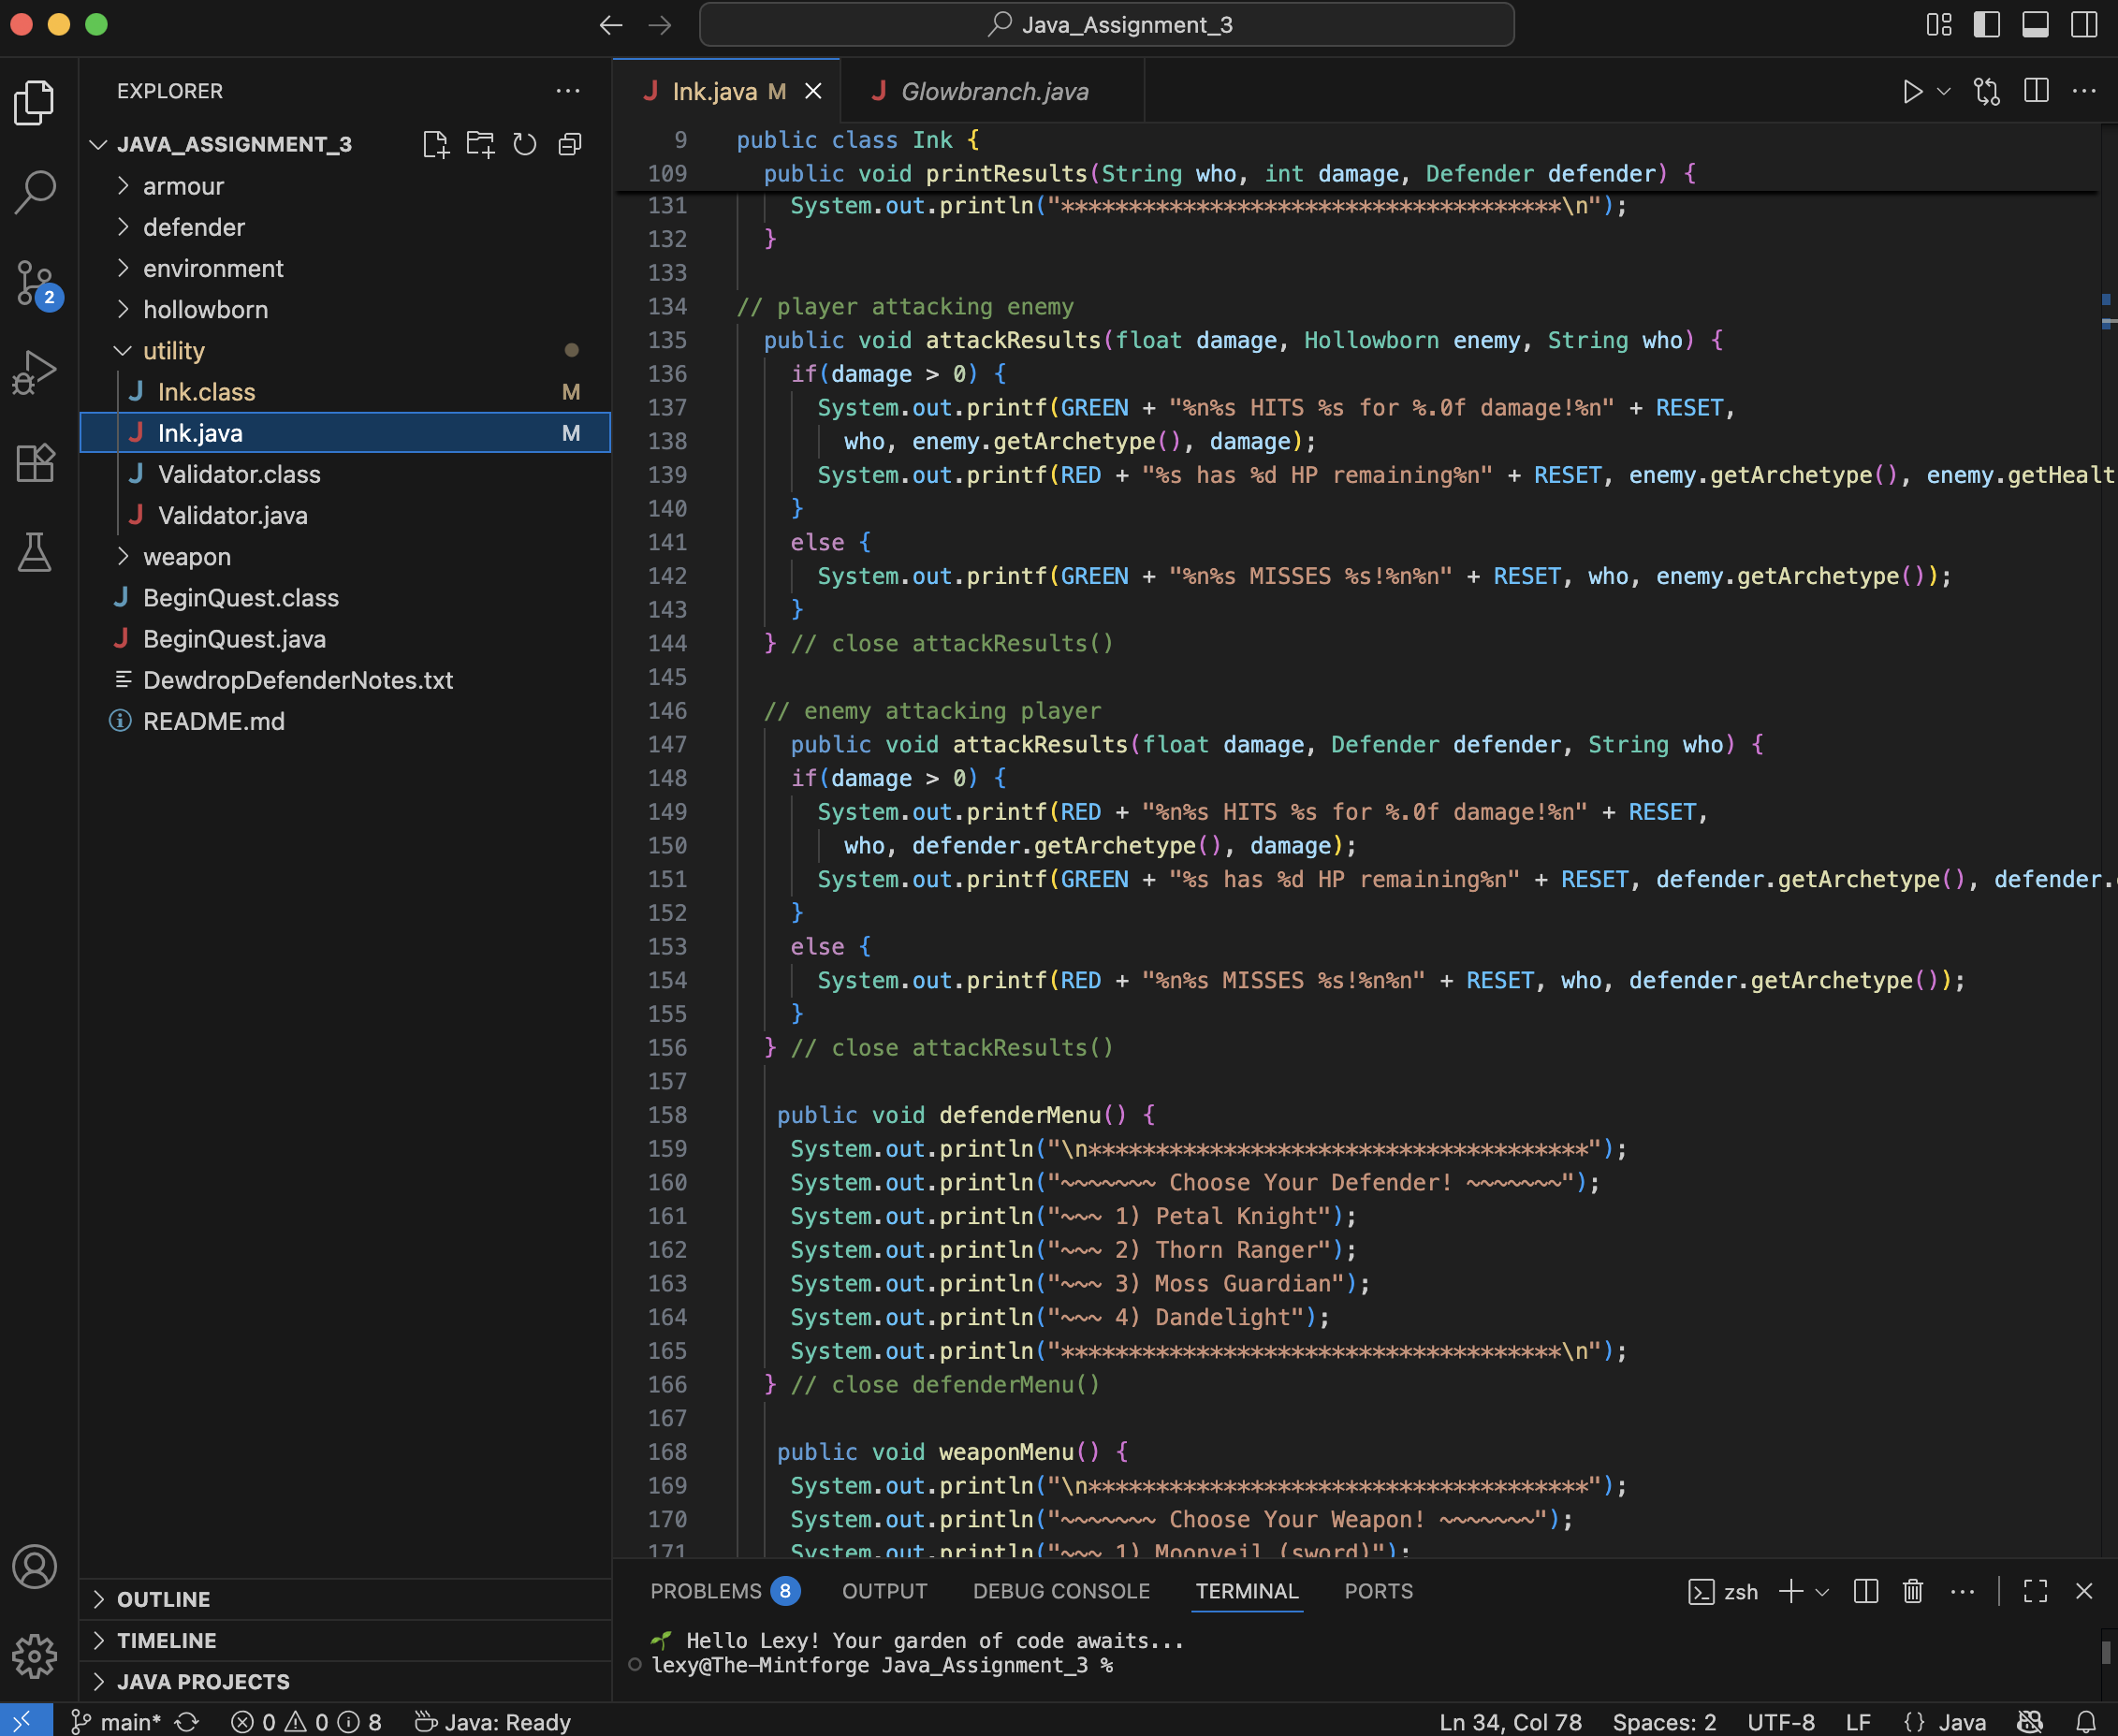 Java_Assignment_3
EXPLORER
JAVA_ASSIGNMENT_3
armour
defender
environment
hollowborn
utility
Ink.class M
Ink.java M
Validator.class
Validator.java
weapon
BeginQuest.class
BeginQuest.java
DewdropDefenderNotes.txt
README.md
OUTLINE
TIMELINE
JAVA PROJECTS
2
Ink.java M
Glowbranch.java
9 public class Ink {
109 public void printResults(String who, int damage, Defender defender) {
131 System.out.println("*************************************\n");
132 }
133
134 // player attacking enemy
135 public void attackResults(float damage, Hollowborn enemy, String who) {
136 if(damage > 0) {
137 System.out.printf(GREEN + "%n%s HITS %s for %.0f damage!%n" + RESET,
138 who, enemy.getArchetype(), damage);
139 System.out.printf(RED + "%s has %d HP remaining%n" + RESET, enemy.getArchetype(), enemy.getHealt
140 }
141 else {
142 System.out.printf(GREEN + "%n%s MISSES %s!%n%n" + RESET, who, enemy.getArchetype());
143 }
144 } // close attackResults()
145
146 // enemy attacking player
147 public void attackResults(float damage, Defender defender, String who) {
148 if(damage > 0) {
149 System.out.printf(RED + "%n%s HITS %s for %.0f damage!%n" + RESET,
150 who, defender.getArchetype(), damage);
151 System.out.printf(GREEN + "%s has %d HP remaining%n" + RESET, defender.getArchetype(), defender.
152 }
153 else {
154 System.out.printf(RED + "%n%s MISSES %s!%n%n" + RESET, who, defender.getArchetype());
155 }
156 } // close attackResults()
157
158 public void defenderMenu() {
159 System.out.println("\n*************************************");
160 System.out.println("~~~~~~~ Choose Your Defender! ~~~~~~~");
161 System.out.println("~~~ 1) Petal Knight");
162 System.out.println("~~~ 2) Thorn Ranger");
163 System.out.println("~~~ 3) Moss Guardian");
164 System.out.println("~~~ 4) Dandelight");
165 System.out.println("*************************************\n");
166 } // close defenderMenu()
167
168 public void weaponMenu() {
169 System.out.println("\n*************************************");
170 System.out.println("~~~~~~~ Choose Your Weapon! ~~~~~~~");
171 System.out.println("~~~ 1) Moonveil (sword)");
PROBLEMS 8 OUTPUT DEBUG CONSOLE TERMINAL PORTS zsh
Hello Lexy! Your garden of code awaits...
lexy@The-Mintforge Java_Assignment_3 %
main* 0 0 8 Java: Ready Ln 34, Col 78 Spaces: 2 UTF-8 LF {} Java